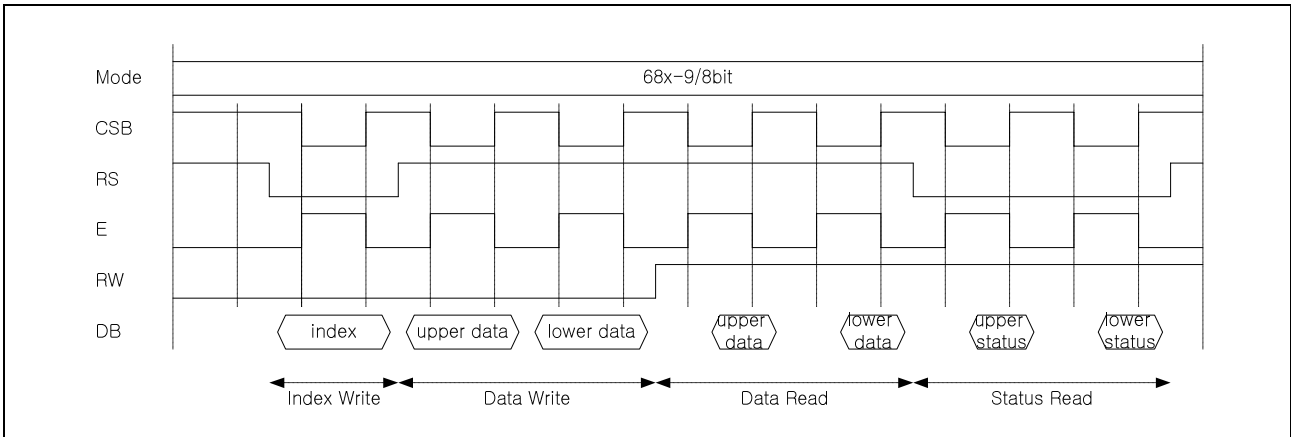 Mode
68x-9/8bit
CSB
RS
E
RW
DB
index
upper data
lower data
upper
data
lower
data
upper
status
lower
status
Index Write
Data Write
Data Read
Status Read